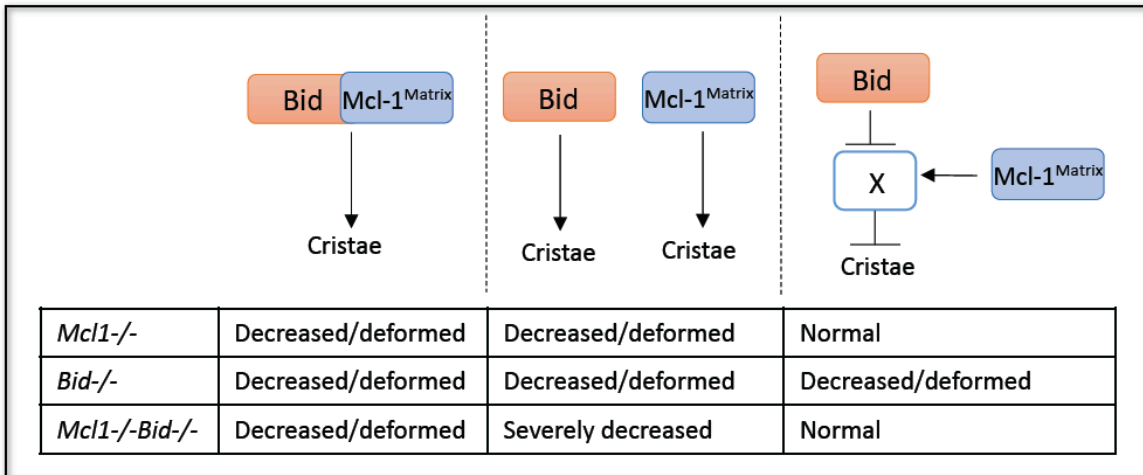 Bid Mcl-1Matrix
Cristae
Bid Mcl-1Matrix
Cristae Cristae
Bid
X Mcl-1Matrix
Cristae
Mcl1-/- Decreased/deformed Decreased/deformed Normal
Bid-/- Decreased/deformed Decreased/deformed Decreased/deformed
Mcl1-/-Bid-/- Decreased/deformed Severely decreased Normal